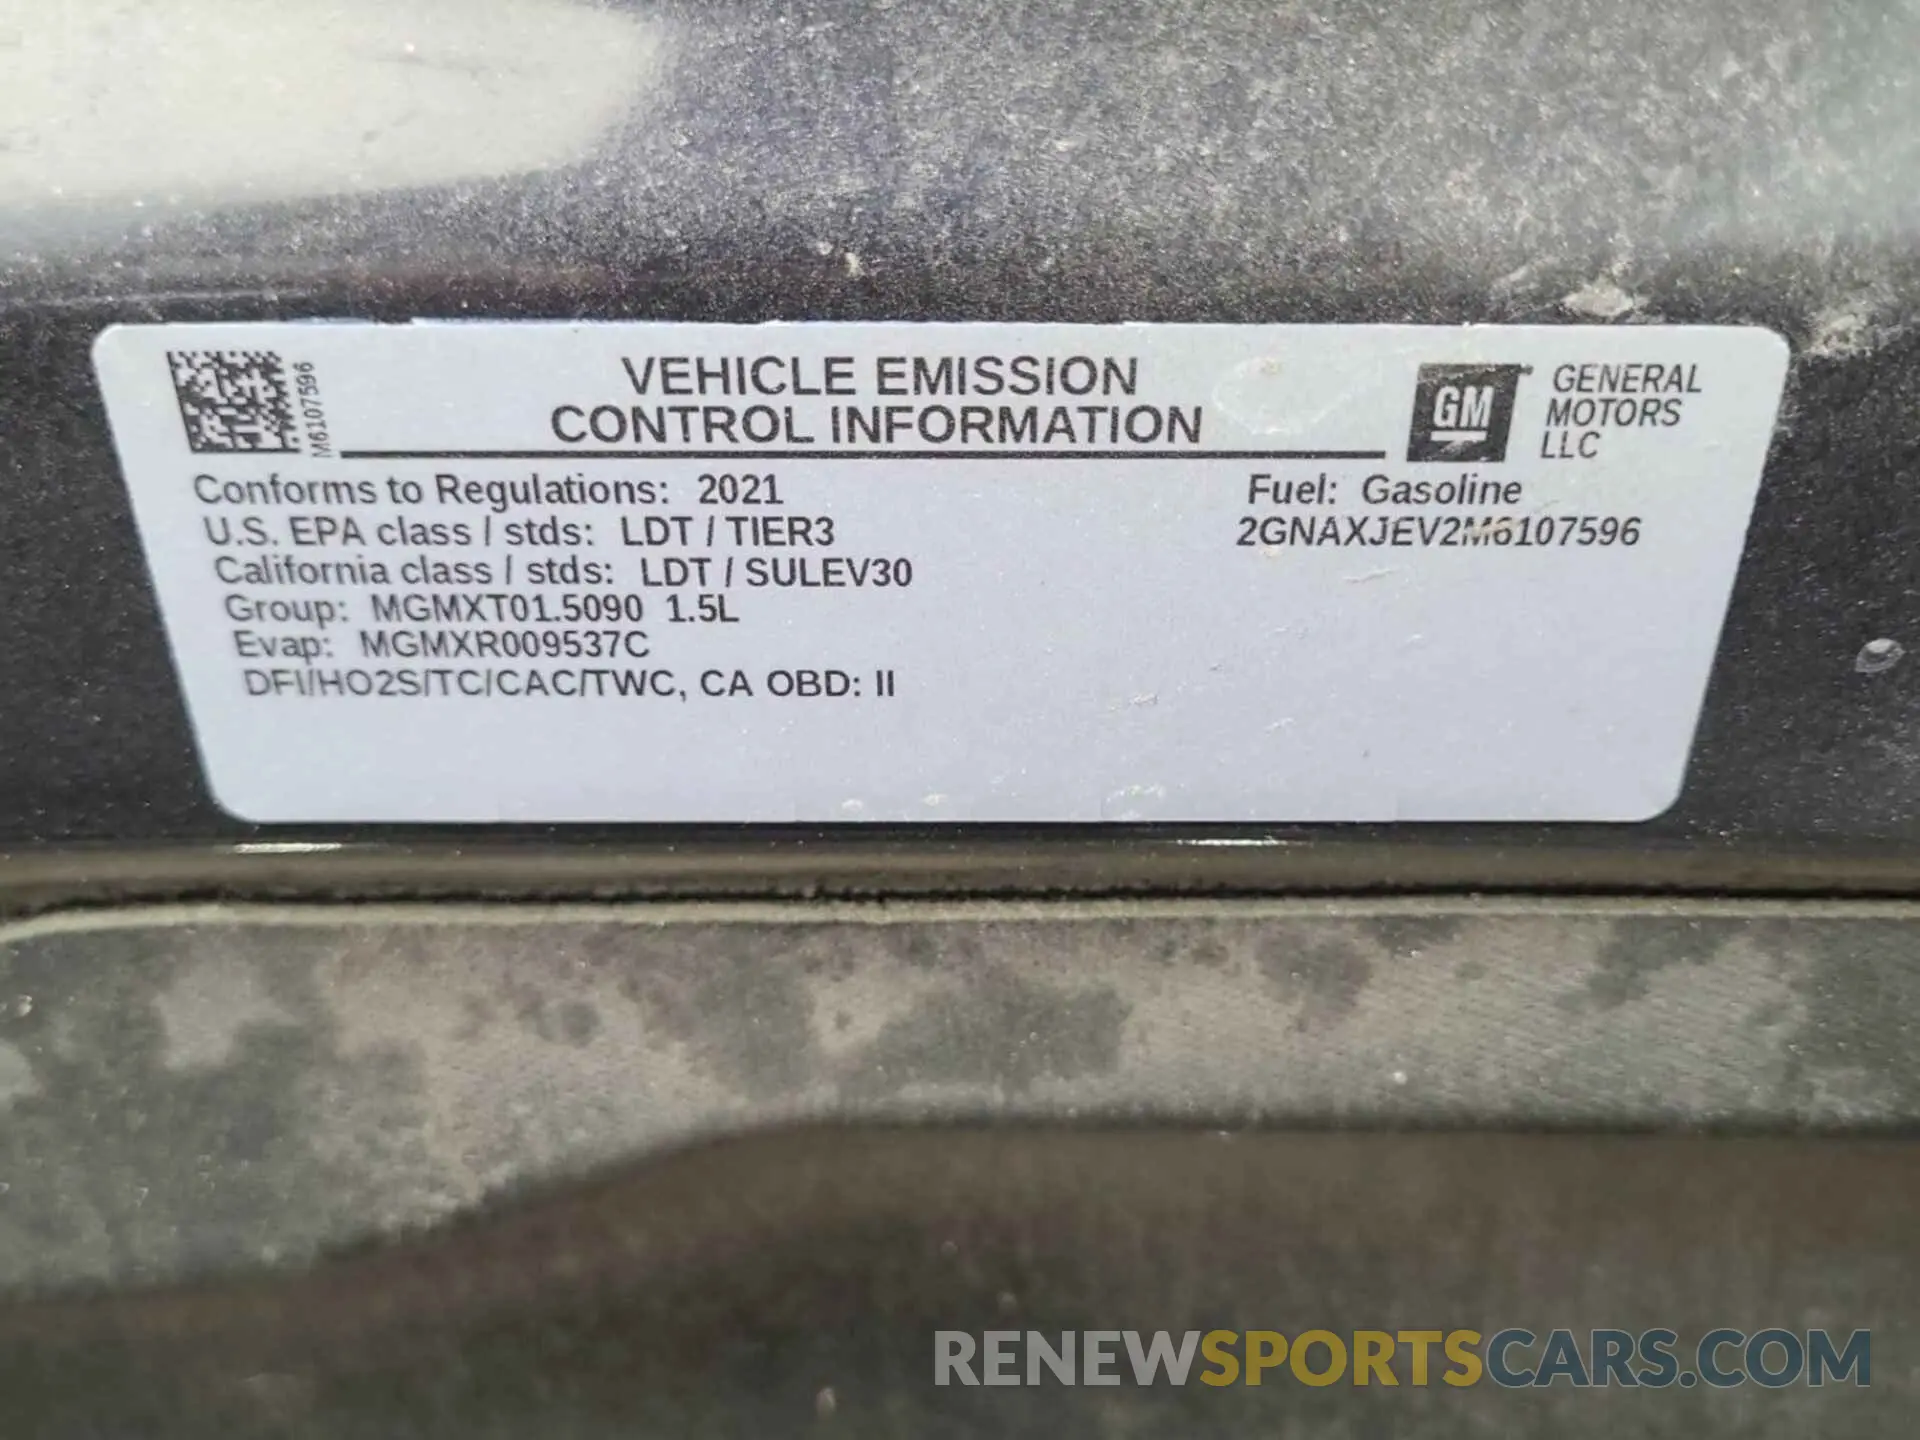 VEHICLE EMISSION
CONTROL INFORMATION
M6107596
GM
GENERAL
MOTORS
LLC
Conforms to Regulations: 2021
U.S. EPA class / stds: LDT / TIER3
California class / stds: LDT / SULEV30
Group: MGMXT01.5090 1.5L
Evap: MGMXR009537C
DFI/HO2S/TC/CAC/TWC, CA OBD: II
Fuel: Gasoline
2GNAXJEV2M6107596
RENEWSPORTSCARS.COM